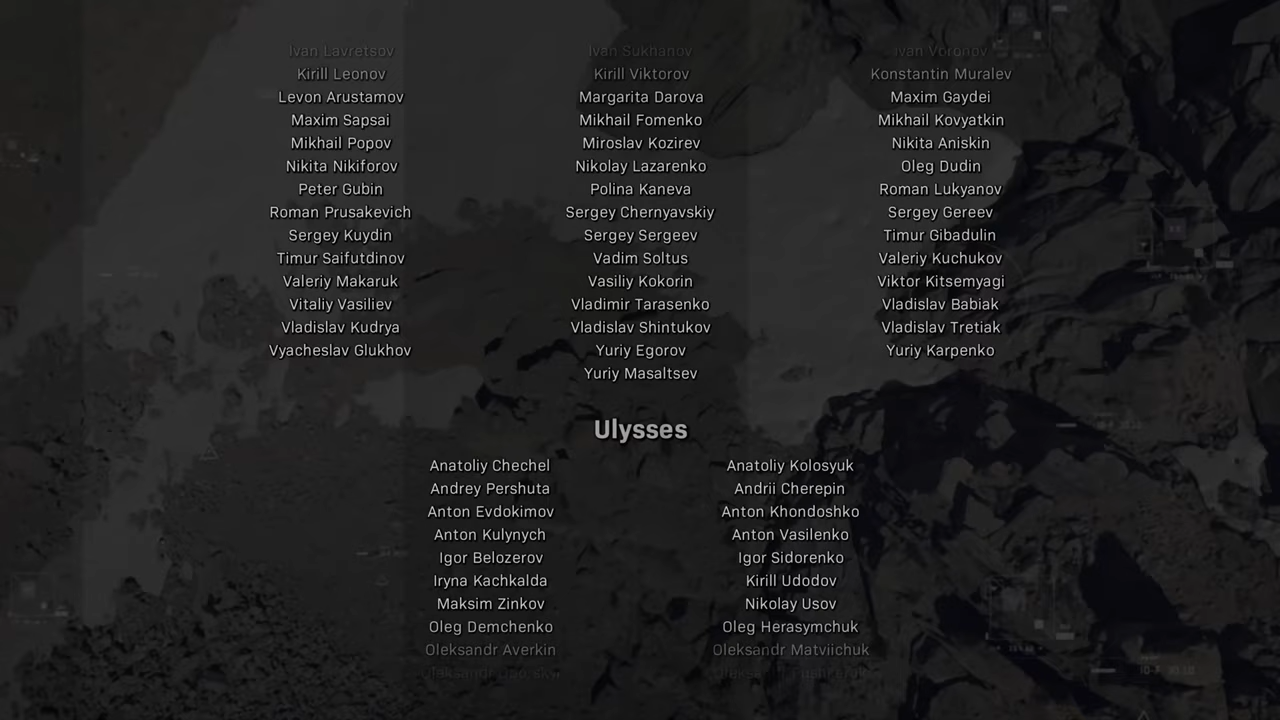 Ivan Lavretsov Ivan Sukhanov Ivan Voronov
Kirill Leonov Kirill Viktorov Konstantin Muralev
Levon Arustamov Margarita Darova Maxim Gaydei
Maxim Sapsai Mikhail Fomenko Mikhail Kovyatkin
Mikhail Popov Miroslav Kozirev Nikita Aniskin
Nikita Nikiforov Nikolay Lazarenko Oleg Dudin
Peter Gubin Polina Kaneva Roman Lukyanov
Roman Prusakevich Sergey Chernyavskiy Sergey Gereev
Sergey Kuydin Sergey Sergeev Timur Gibadulin
Timur Saifutdinov Vadim Soltus Valeriy Kuchukov
Valeriy Makaruk Vasiliy Kokorin Viktor Kitsemyagi
Vitaliy Vasiliev Vladimir Tarasenko Vladislav Babiak
Vladislav Kudrya Vladislav Shintukov Vladislav Tretiak
Vyacheslav Glukhov Yuriy Egorov Yuriy Karpenko
Yuriy Masaltsev
Ulysses
Anatoliy Chechel Anatoliy Kolosyuk
Andrey Pershuta Andrii Cherepin
Anton Evdokimov Anton Khondoshko
Anton Kulynych Anton Vasilenko
Igor Belozerov Igor Sidorenko
Iryna Kachkalda Kirill Udodov
Maksim Zinkov Nikolay Usov
Oleg Demchenko Oleg Herasymchuk
Oleksandr Averkin Oleksandr Matviichuk
Oleksandr Oleksandr